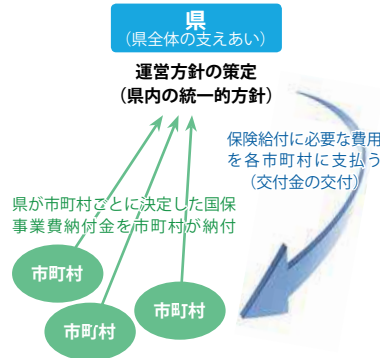 県
（県全体の支えあい）
運営方針の策定
（県内の統一的方針）
保険給付に必要な費用
を各市町村に支払う
（交付金の交付）
県が市町村ごとに決定した国保
事業費納付金を市町村が納付
市町村
市町村
市町村